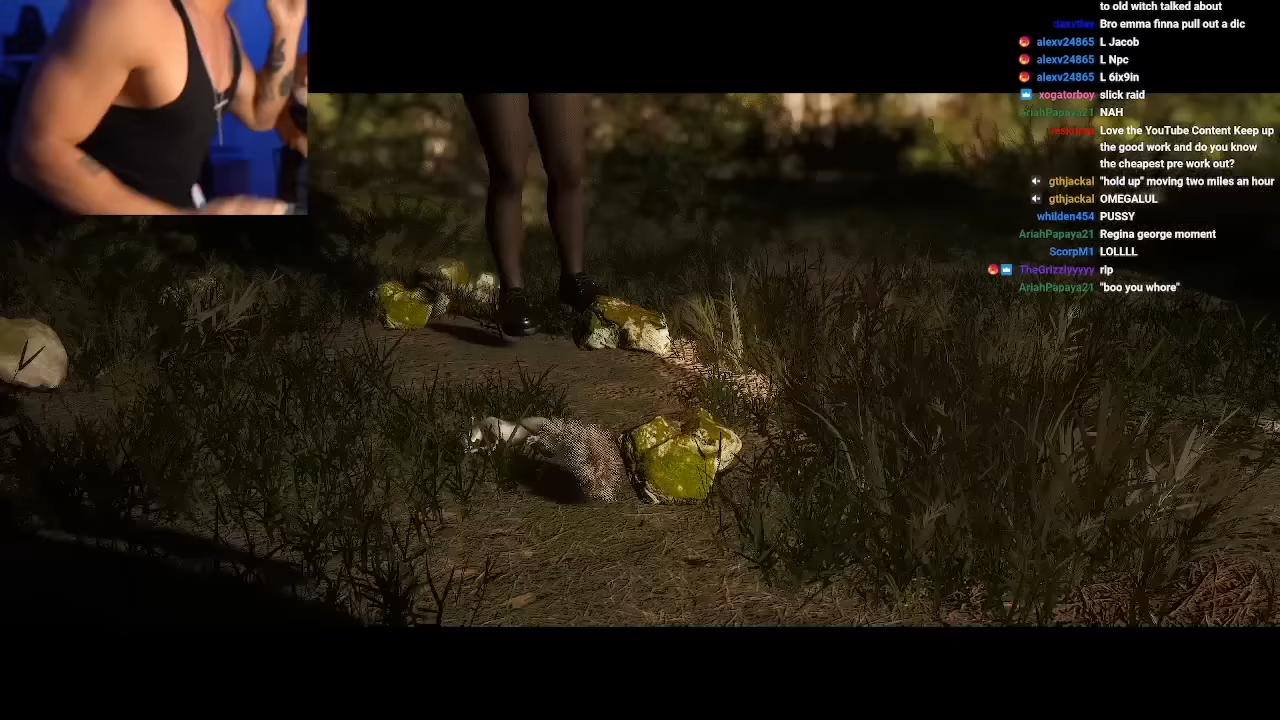 to old witch talked about
Bro emma finna pull out a dic
alexv24865 L Jacob
alexv24865 L Npc
alexv24865 L 6ix9in
xogatorboy slick raid
AriahPapaya21 NAH
Love the YouTube Content Keep up
the good work and do you know
the cheapest pre work out?
gthjackal "hold up" moving two miles an hour
gthjackal OMEGALUL
whilden454 PUSSY
AriahPapaya21 Regina george moment
ScorpM1 LOLLLL
TheGrizzlyyyyy rip
AriahPapaya21 "boo you whore"